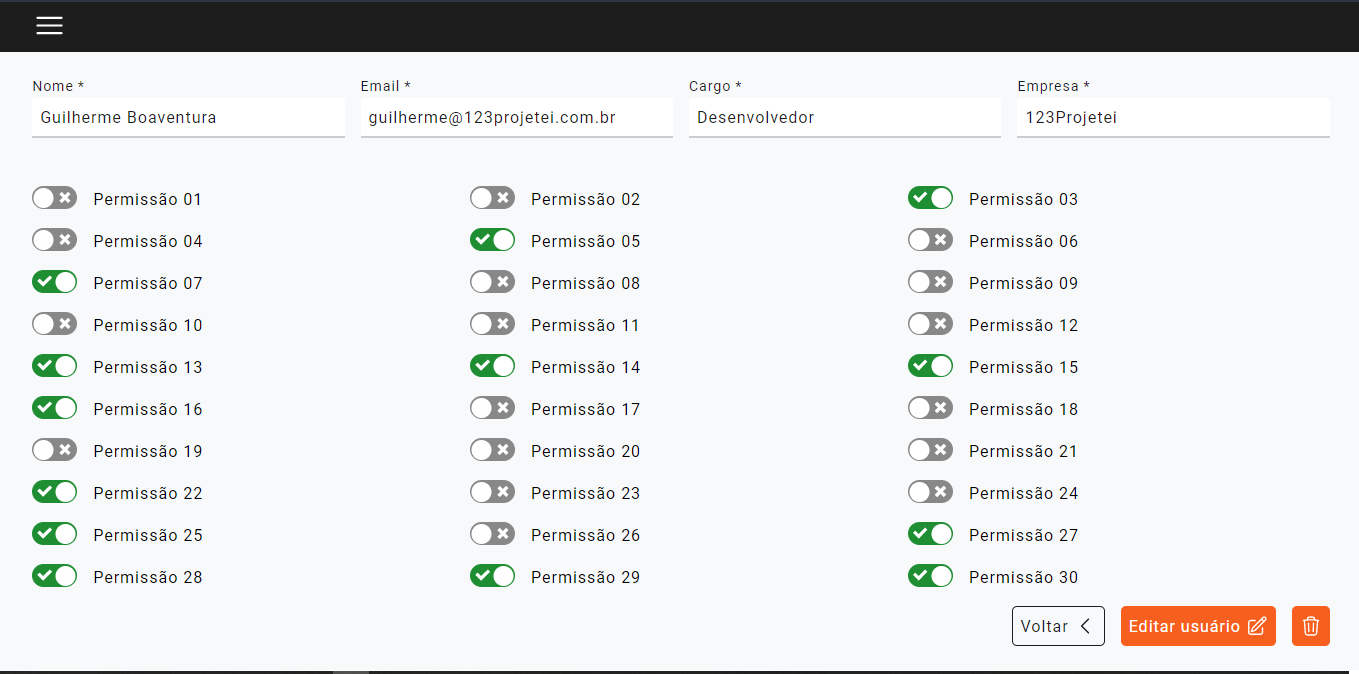 Nome * Email * Cargo * Empresa *
Guilherme Boaventura guilherme@123projetei.com.br Desenvolvedor 123Projetei
Permissão 01 Permissão 02 Permissão 03
Permissão 04 Permissão 05 Permissão 06
Permissão 07 Permissão 08 Permissão 09
Permissão 10 Permissão 11 Permissão 12
Permissão 13 Permissão 14 Permissão 15
Permissão 16 Permissão 17 Permissão 18
Permissão 19 Permissão 20 Permissão 21
Permissão 22 Permissão 23 Permissão 24
Permissão 25 Permissão 26 Permissão 27
Permissão 28 Permissão 29 Permissão 30
Voltar Editar usuário